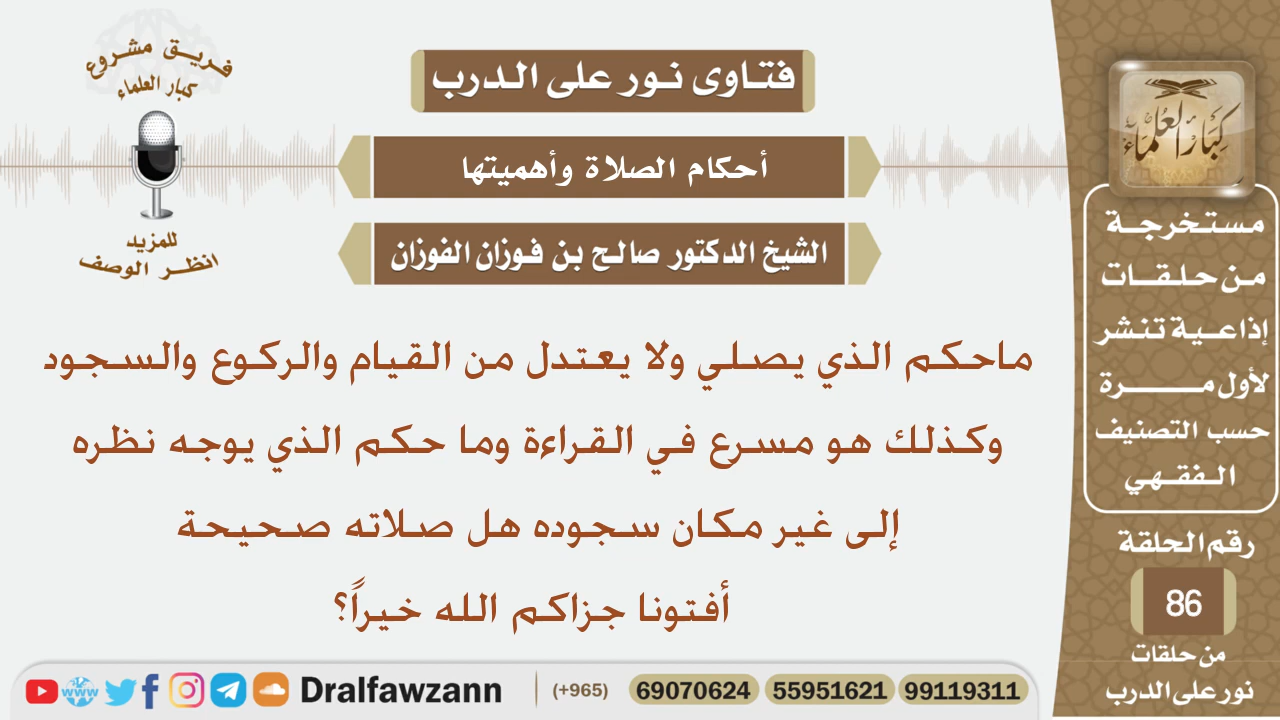 فريق مشروع
كبار العلماء
للمزيد
انظر الوصف
فتاوى نور على الدرب
أحكام الصلاة وأهميتها
الشيخ الدكتور صالح بن فوزان الفوزان
ماحكم الذي يصلي ولا يعتدل من القيام والركوع والسجود
وكذلك هو مسرع في القراءة وما حكم الذي يوجه نظره
إلى غير مكان سجوده هل صلاته صحيحة
أفتونا جزاكم الله خيراً؟
كبار العلماء
مستخرجة
من حلقات
إذاعية تنشر
لأول مرة
حسب التصنيف
الفقهي
رقم الحلقة
86
من حلقات
نور على الدرب
www
Dralfawzann
(+965) 69070624 55951621 99119311